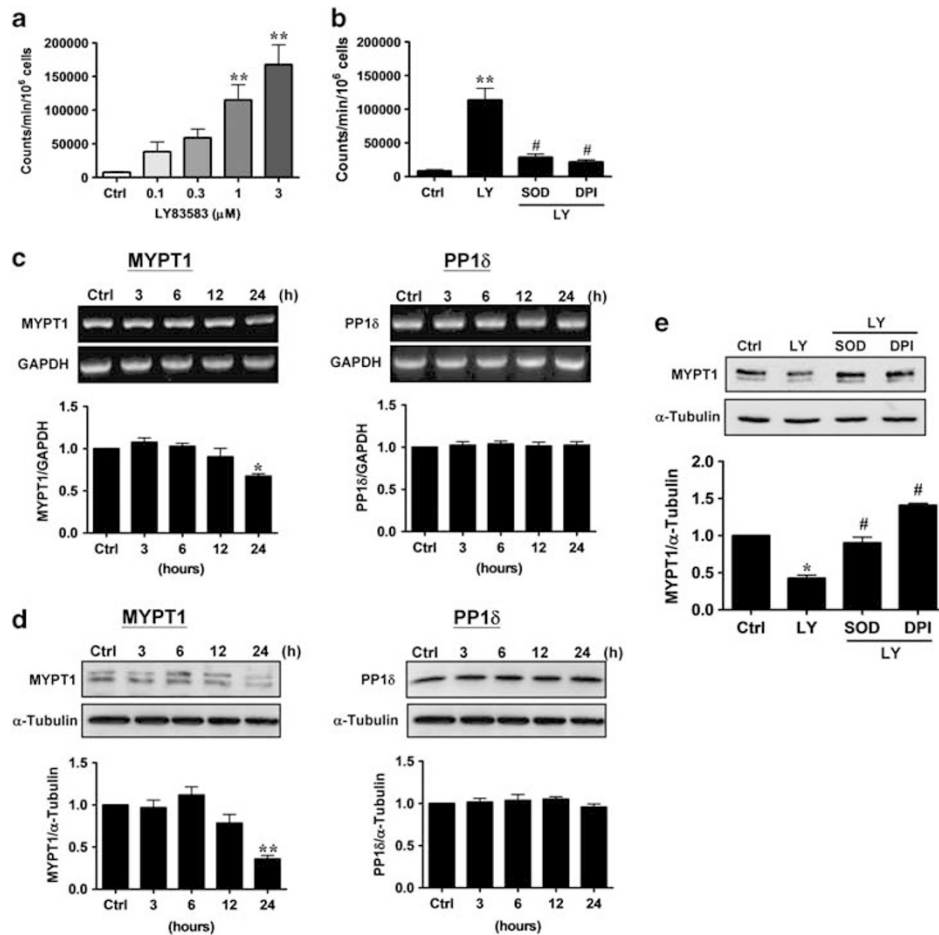 a
Counts/min/10⁶ cells
200000
150000
100000
50000
0
**
**
Ctrl 0.1 0.3 1 3
LY83583 (μM)
b
Counts/min/10⁶ cells
200000
150000
100000
50000
0
**
# #
Ctrl LY SOD DPI
LY
c
MYPT1
Ctrl 3 6 12 24 (h)
MYPT1
GAPDH
MYPT1/GAPDH
1.5
1.0
0.5
0.0
*
Ctrl 3 6 12 24
(hours)
PP1δ
Ctrl 3 6 12 24 (h)
PP1δ
GAPDH
PP1δ/GAPDH
1.5
1.0
0.5
0.0
Ctrl 3 6 12 24
(hours)
d
MYPT1
Ctrl 3 6 12 24 (h)
MYPT1
α-Tubulin
MYPT1/α-Tubulin
1.5
1.0
0.5
0.0
**
Ctrl 3 6 12 24
(hours)
PP1δ
Ctrl 3 6 12 24 (h)
PP1δ
α-Tubulin
PP1δ/α-Tubulin
1.5
1.0
0.5
0.0
Ctrl 3 6 12 24
(hours)
e
LY
Ctrl LY SOD DPI
MYPT1
α-Tubulin
MYPT1/α-Tubulin
2.0
1.5
1.0
0.5
0.0
*
#
#
Ctrl LY SOD DPI
LY